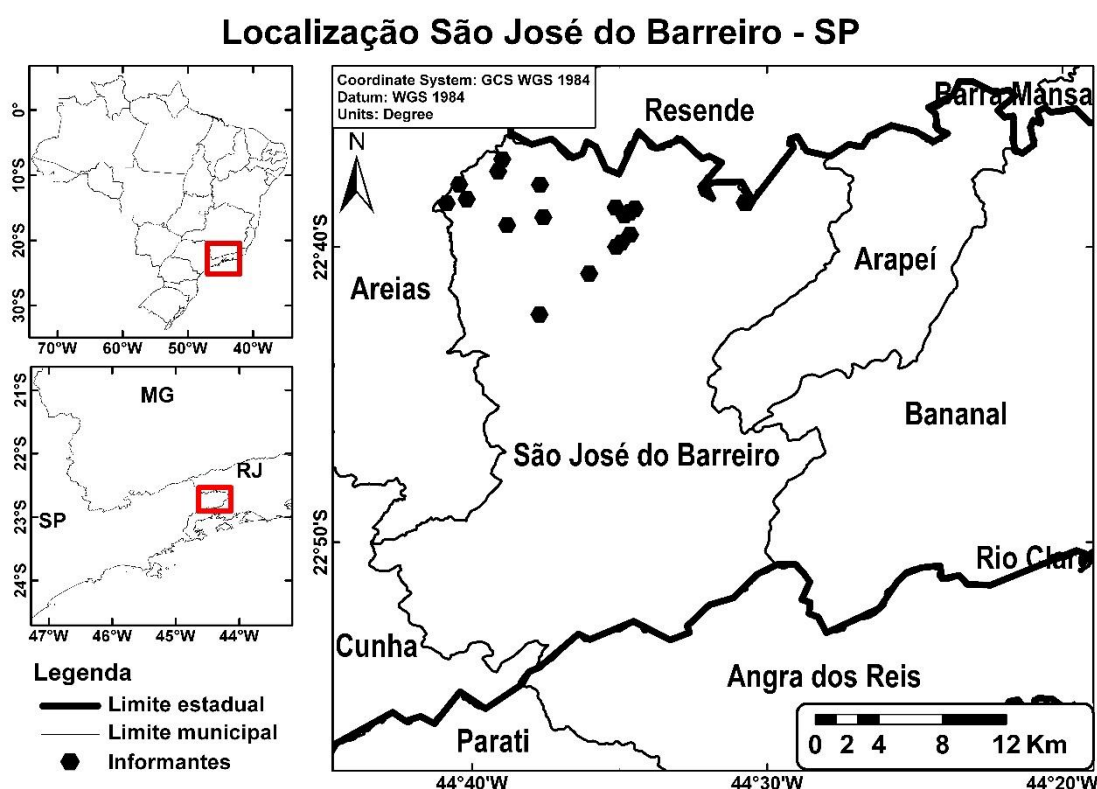 Localização São José do Barreiro - SP
Coordinate System: GCS WGS 1984
Datum: WGS 1984
Units: Degree
N
Resende
Barra Mansa
Arapeí
Areias
Bananal
São José do Barreiro
Rio Claro
Cunha
Angra dos Reis
Parati
0 2 4 8 12 Km
22°40'S
22°50'S
44°40'W 44°30'W 44°20'W
0°
10°S
20°S
30°S
70°W 60°W 50°W 40°W
MG
RJ
SP
21°S
22°S
23°S
24°S
47°W 46°W 45°W 44°W
Legenda
Limite estadual
Limite municipal
Informantes